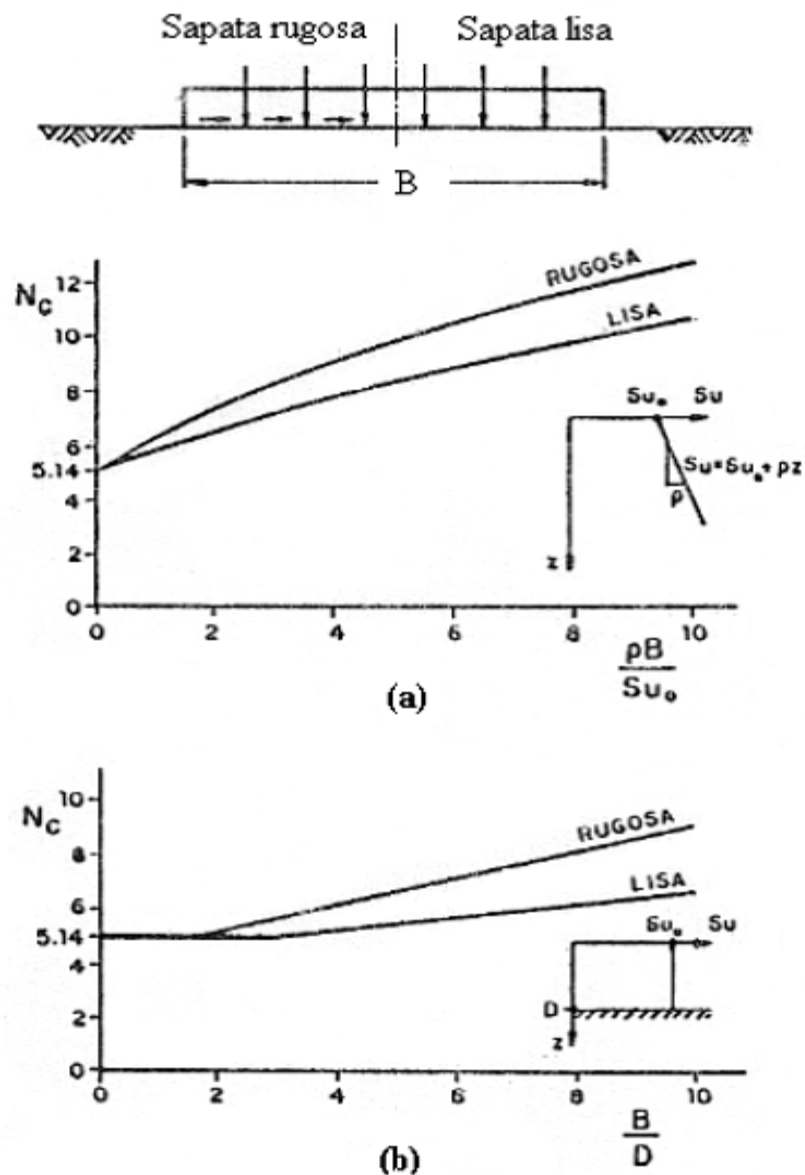 Sapata rugosa Sapata lisa
B
Nc
12
10
8
6
5.14
4
2
0
RUGOSA
LISA
Su₀ Su
Su=Su₀+ρz
ρ
z
0 2 4 6 8 10
ρB
Su₀
(a)
Nc
10
8
6
5.14
4
2
0
RUGOSA
LISA
Su₀ Su
D
z
0 2 4 6 8 10
B
D
(b)